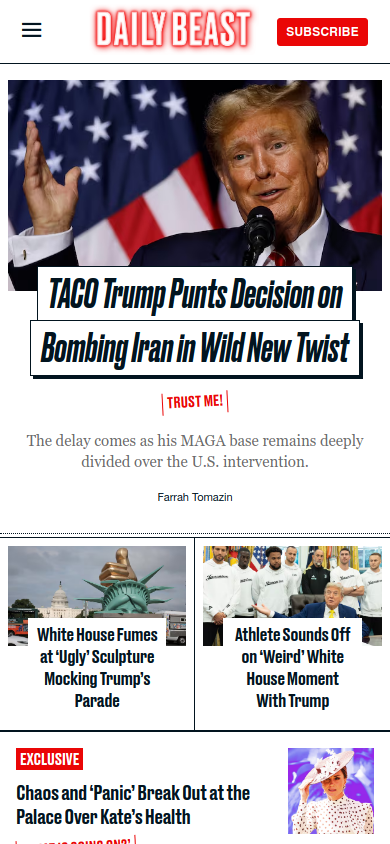 DAILY BEAST
SUBSCRIBE
TACO Trump Punts Decision on
Bombing Iran in Wild New Twist
TRUST ME!
The delay comes as his MAGA base remains deeply
divided over the U.S. intervention.
Farrah Tomazin
White House Fumes
at ‘Ugly’ Sculpture
Mocking Trump’s
Parade
Athlete Sounds Off
on ‘Weird’ White
House Moment
With Trump
EXCLUSIVE
Chaos and ‘Panic’ Break Out at the
Palace Over Kate’s Health